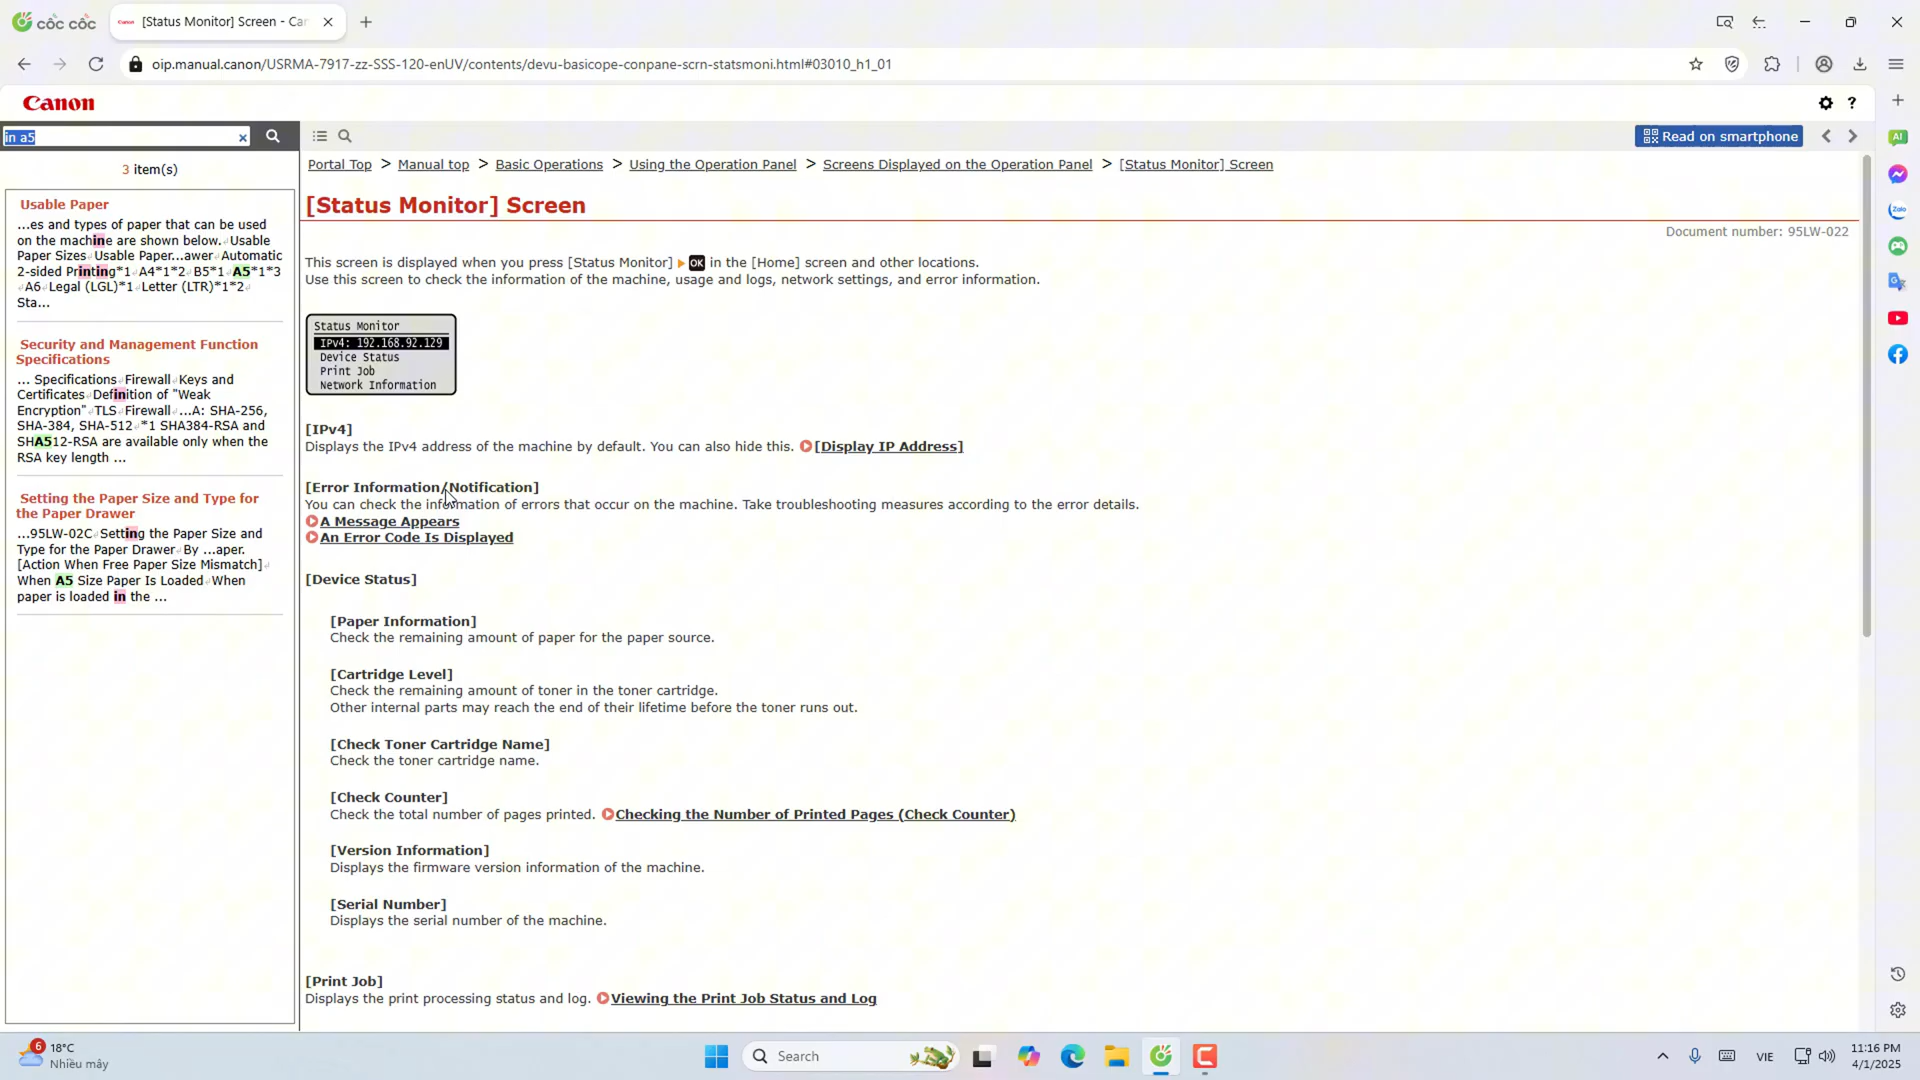 cốc cốc
[Status Monitor] Screen - Car
oip.manual.canon/USRMA-7917-zz-SSS-120-enUV/contents/devu-basicope-conpane-scrn-statsmoni.html#03010_h1_01
Canon
in a5
Read on smartphone
3 item(s)
Usable Paper
...es and types of paper that can be used
on the machine are shown below.↲Usable
Paper Sizes↲Usable Paper...awer↲Automatic
2-sided Printing*1↲A4*1*2↲B5*1↲A5*1*3
↲A6↲Legal (LGL)*1↲Letter (LTR)*1*2↲
Sta...
Security and Management Function
Specifications
... Specifications↲Firewall↲Keys and
Certificates↲Definition of "Weak
Encryption"↲TLS↲Firewall↲...A: SHA-256,
SHA-384, SHA-512↲*1 SHA384-RSA and
SHA512-RSA are available only when the
RSA key length ...
Setting the Paper Size and Type for
the Paper Drawer
...95LW-02C↲Setting the Paper Size and
Type for the Paper Drawer↲By ...aper.
[Action When Free Paper Size Mismatch]↲
When A5 Size Paper Is Loaded↲When
paper is loaded in the ...
Portal Top > Manual top > Basic Operations > Using the Operation Panel > Screens Displayed on the Operation Panel > [Status Monitor] Screen
[Status Monitor] Screen
Document number: 95LW-022
This screen is displayed when you press [Status Monitor] OK in the [Home] screen and other locations.
Use this screen to check the information of the machine, usage and logs, network settings, and error information.
Status Monitor
IPv4: 192.168.92.129
Device Status
Print Job
Network Information
[IPv4]
Displays the IPv4 address of the machine by default. You can also hide this. [Display IP Address]
[Error Information/Notification]
You can check the information of errors that occur on the machine. Take troubleshooting measures according to the error details.
A Message Appears
An Error Code Is Displayed
[Device Status]
[Paper Information]
Check the remaining amount of paper for the paper source.
[Cartridge Level]
Check the remaining amount of toner in the toner cartridge.
Other internal parts may reach the end of their lifetime before the toner runs out.
[Check Toner Cartridge Name]
Check the toner cartridge name.
[Check Counter]
Check the total number of pages printed. Checking the Number of Printed Pages (Check Counter)
[Version Information]
Displays the firmware version information of the machine.
[Serial Number]
Displays the serial number of the machine.
[Print Job]
Displays the print processing status and log. Viewing the Print Job Status and Log
AI
Zalo
6
18°C
Nhiều mây
Search
VIE
11:16 PM
4/1/2025